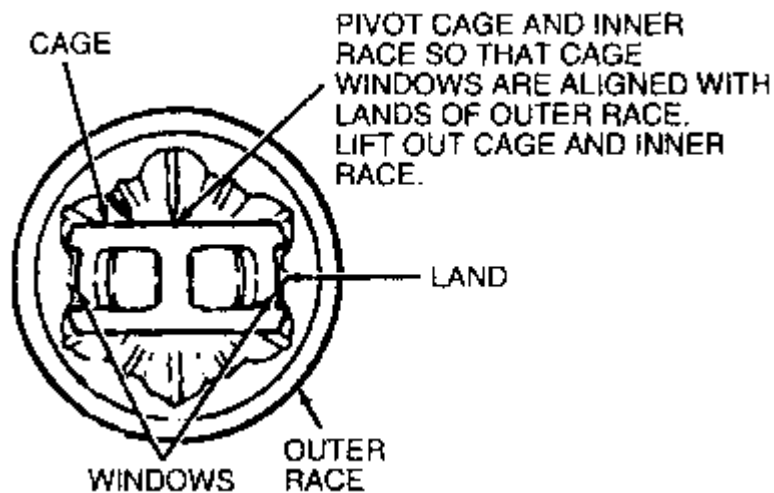 CAGE
PIVOT CAGE AND INNER
RACE SO THAT CAGE
WINDOWS ARE ALIGNED WITH
LANDS OF OUTER RACE.
LIFT OUT CAGE AND INNER
RACE.
LAND
OUTER
RACE
WINDOWS